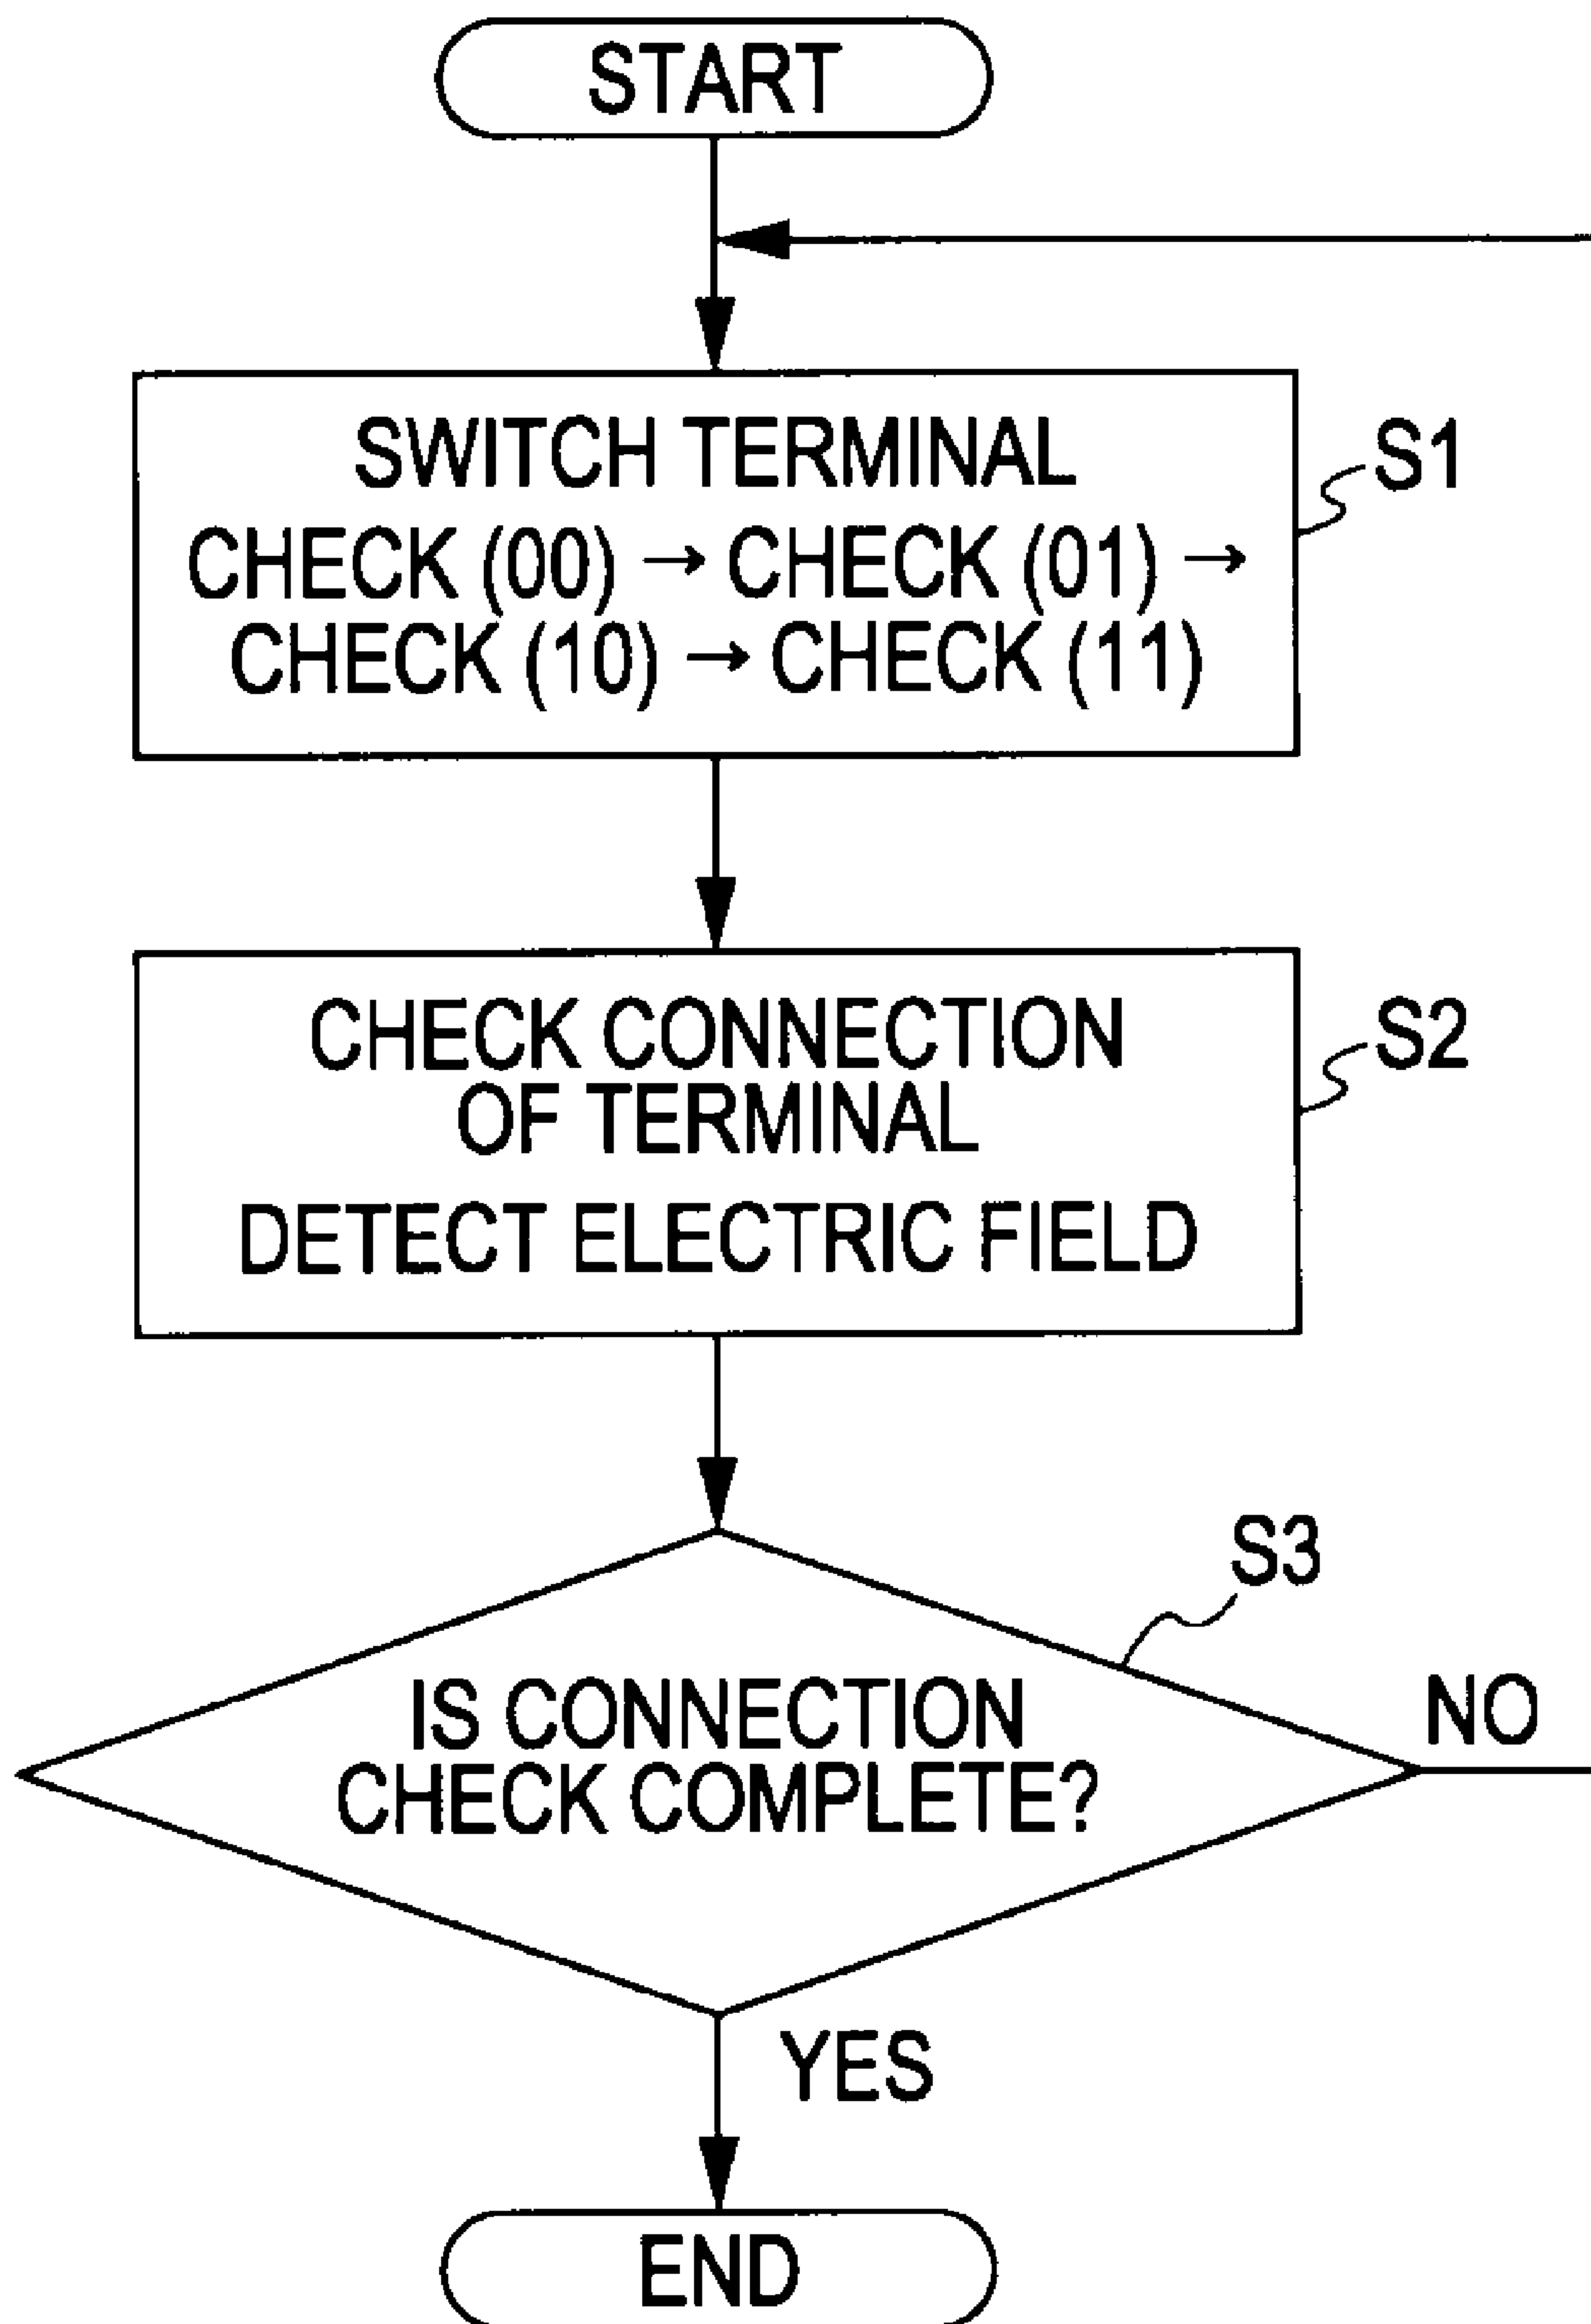 START
SWITCH TERMINAL
CHECK (00) → CHECK (01) →
CHECK (10) → CHECK (11)
S1
CHECK CONNECTION
OF TERMINAL
DETECT ELECTRIC FIELD
S2
S3
IS CONNECTION
CHECK COMPLETE?
NO
YES
END